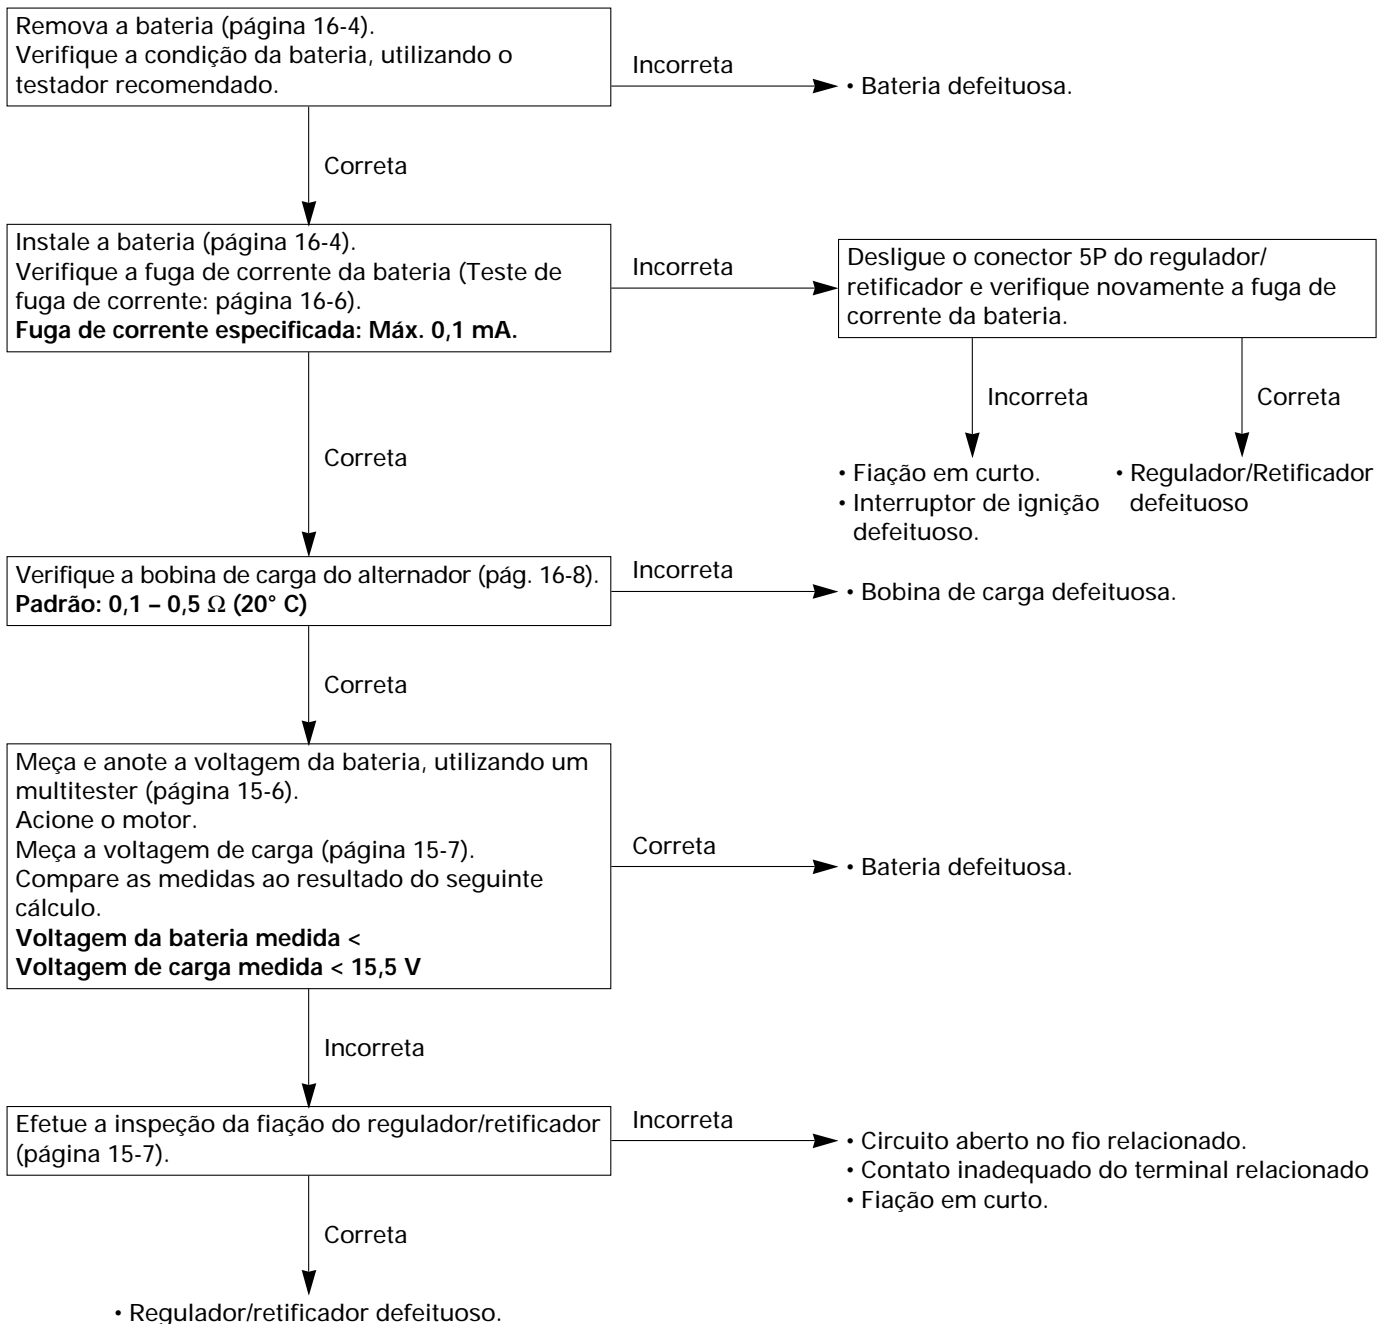 Remova a bateria (página 16-4).
Verifique a condição da bateria, utilizando o
testador recomendado.
Incorreta
• Bateria defeituosa.
Correta
Instale a bateria (página 16-4).
Verifique a fuga de corrente da bateria (Teste de
fuga de corrente: página 16-6).
Fuga de corrente especificada: Máx. 0,1 mA.
Incorreta
Desligue o conector 5P do regulador/
retificador e verifique novamente a fuga de
corrente da bateria.
Incorreta
Correta
• Fiação em curto.
• Interruptor de ignição
defeituoso.
• Regulador/Retificador
defeituoso
Correta
Verifique a bobina de carga do alternador (pág. 16-8).
Padrão: 0,1 – 0,5 Ω (20° C)
Incorreta
• Bobina de carga defeituosa.
Correta
Meça e anote a voltagem da bateria, utilizando um
multitester (página 15-6).
Acione o motor.
Meça a voltagem de carga (página 15-7).
Compare as medidas ao resultado do seguinte
cálculo.
Voltagem da bateria medida <
Voltagem de carga medida < 15,5 V
Correta
• Bateria defeituosa.
Incorreta
Efetue a inspeção da fiação do regulador/retificador
(página 15-7).
Incorreta
• Circuito aberto no fio relacionado.
• Contato inadequado do terminal relacionado
• Fiação em curto.
Correta
• Regulador/retificador defeituoso.